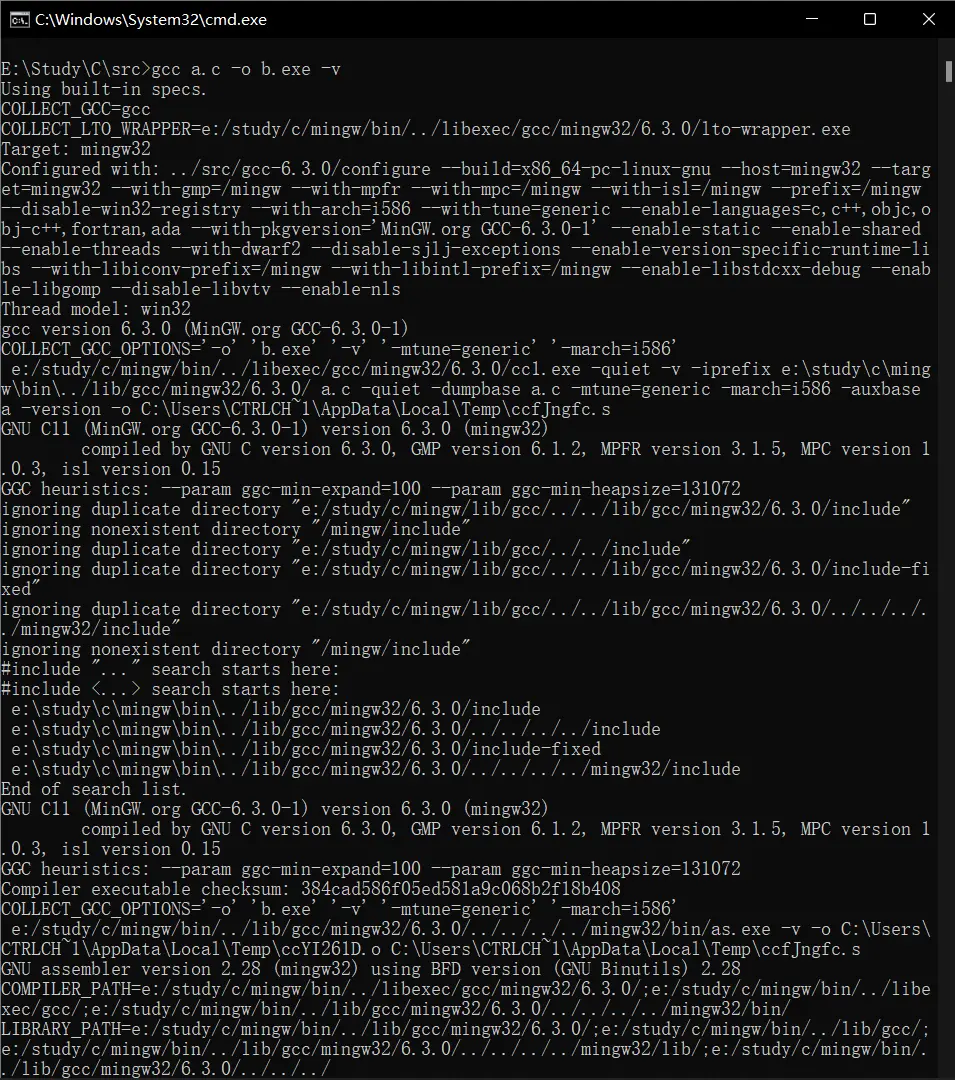 C:\Windows\System32\cmd.exe
E:\Study\C\src>gcc a.c -o b.exe -v
Using built-in specs.
COLLECT_GCC=gcc
COLLECT_LTO_WRAPPER=e:/study/c/mingw/bin/../libexec/gcc/mingw32/6.3.0/lto-wrapper.exe
Target: mingw32
Configured with: ../src/gcc-6.3.0/configure --build=x86_64-pc-linux-gnu --host=mingw32 --targ
et=mingw32 --with-gmp=/mingw --with-mpfr --with-mpc=/mingw --with-isl=/mingw --prefix=/mingw
--disable-win32-registry --with-arch=i586 --with-tune=generic --enable-languages=c,c++,objc,o
bj-c++,fortran,ada --with-pkgversion='MinGW.org GCC-6.3.0-1' --enable-static --enable-shared
--enable-threads --with-dwarf2 --disable-sjlj-exceptions --enable-version-specific-runtime-li
bs --with-libiconv-prefix=/mingw --with-libintl-prefix=/mingw --enable-libstdcxx-debug --enab
le-libgomp --disable-libvtv --enable-nls
Thread model: win32
gcc version 6.3.0 (MinGW.org GCC-6.3.0-1)
COLLECT_GCC_OPTIONS='-o' 'b.exe' '-v' '-mtune=generic' '-march=i586'
 e:/study/c/mingw/bin/../libexec/gcc/mingw32/6.3.0/cc1.exe -quiet -v -iprefix e:\study\c\ming
w\bin\../lib/gcc/mingw32/6.3.0/ a.c -quiet -dumpbase a.c -mtune=generic -march=i586 -auxbase
a -version -o C:\Users\CTRLCH~1\AppData\Local\Temp\ccfJngfc.s
GNU C11 (MinGW.org GCC-6.3.0-1) version 6.3.0 (mingw32)
        compiled by GNU C version 6.3.0, GMP version 6.1.2, MPFR version 3.1.5, MPC version 1
.0.3, isl version 0.15
GGC heuristics: --param ggc-min-expand=100 --param ggc-min-heapsize=131072
ignoring duplicate directory "e:/study/c/mingw/lib/gcc/../../lib/gcc/mingw32/6.3.0/include"
ignoring nonexistent directory "/mingw/include"
ignoring duplicate directory "e:/study/c/mingw/lib/gcc/../../include"
ignoring duplicate directory "e:/study/c/mingw/lib/gcc/../../lib/gcc/mingw32/6.3.0/include-fi
xed"
ignoring duplicate directory "e:/study/c/mingw/lib/gcc/../../lib/gcc/mingw32/6.3.0/../../../.
./mingw32/include"
ignoring nonexistent directory "/mingw/include"
#include "..." search starts here:
#include <...> search starts here:
 e:\study\c\mingw\bin\../lib/gcc/mingw32/6.3.0/include
 e:\study\c\mingw\bin\../lib/gcc/mingw32/6.3.0/../../../../include
 e:\study\c\mingw\bin\../lib/gcc/mingw32/6.3.0/include-fixed
 e:\study\c\mingw\bin\../lib/gcc/mingw32/6.3.0/../../../../mingw32/include
End of search list.
GNU C11 (MinGW.org GCC-6.3.0-1) version 6.3.0 (mingw32)
        compiled by GNU C version 6.3.0, GMP version 6.1.2, MPFR version 3.1.5, MPC version 1
.0.3, isl version 0.15
GGC heuristics: --param ggc-min-expand=100 --param ggc-min-heapsize=131072
Compiler executable checksum: 384cad586f05ed581a9c068b2f18b408
COLLECT_GCC_OPTIONS='-o' 'b.exe' '-v' '-mtune=generic' '-march=i586'
 e:/study/c/mingw/bin/../lib/gcc/mingw32/6.3.0/../../../../mingw32/bin/as.exe -v -o C:\Users\
CTRLCH~1\AppData\Local\Temp\ccYI261D.o C:\Users\CTRLCH~1\AppData\Local\Temp\ccfJngfc.s
GNU assembler version 2.28 (mingw32) using BFD version (GNU Binutils) 2.28
COMPILER_PATH=e:/study/c/mingw/bin/../libexec/gcc/mingw32/6.3.0/;e:/study/c/mingw/bin/../libe
xec/gcc/;e:/study/c/mingw/bin/../lib/gcc/mingw32/6.3.0/../../../../mingw32/bin/
LIBRARY_PATH=e:/study/c/mingw/bin/../lib/gcc/mingw32/6.3.0/;e:/study/c/mingw/bin/../lib/gcc/;
e:/study/c/mingw/bin/../lib/gcc/mingw32/6.3.0/../../../../mingw32/lib/;e:/study/c/mingw/bin/.
./lib/gcc/mingw32/6.3.0/../../../